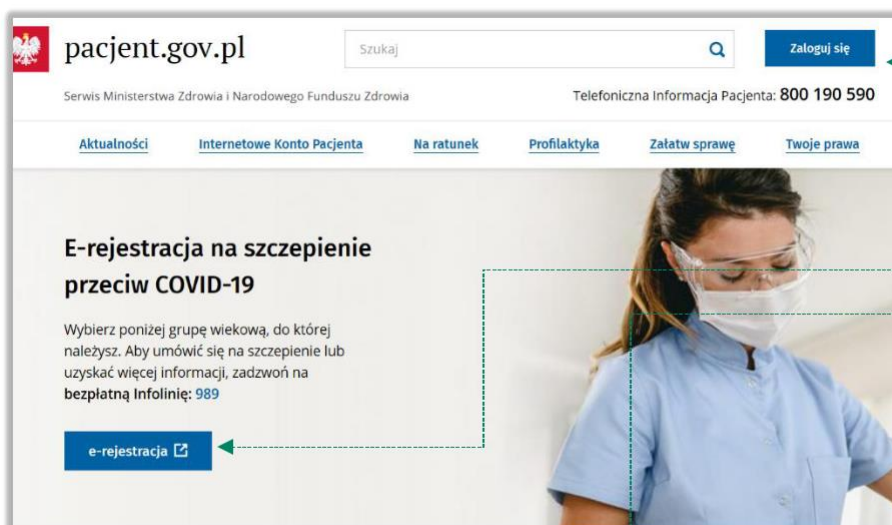 pacjent.gov.pl
Szukaj
Zaloguj się
Serwis Ministerstwa Zdrowia i Narodowego Funduszu Zdrowia
Telefoniczna Informacja Pacjenta: 800 190 590
Aktualności Internetowe Konto Pacjenta Na ratunek Profilaktyka Załatw sprawę Twoje prawa
E-rejestracja na szczepienie
przeciw COVID-19
Wybierz poniżej grupę wiekową, do której
należysz. Aby umówić się na szczepienie lub
uzyskać więcej informacji, zadzwoń na
bezpłatną Infolinię: 989
e-rejestracja